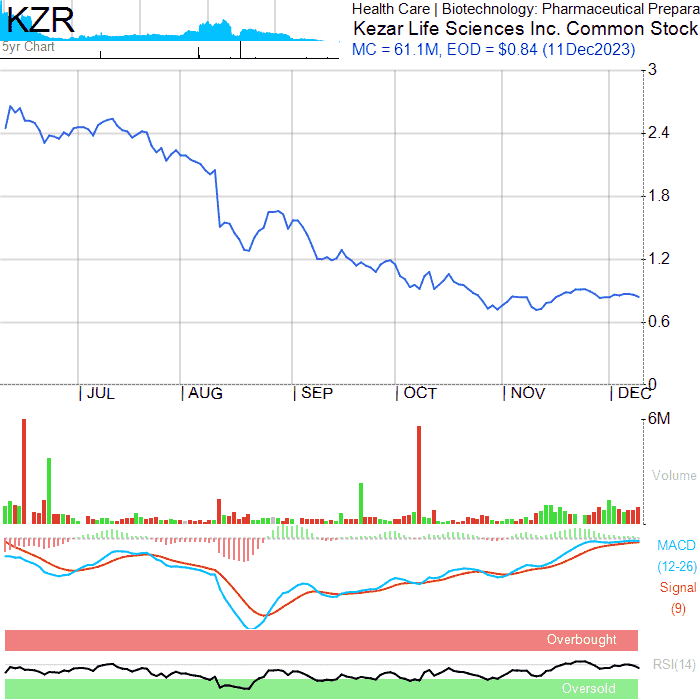 KZR
5yr Chart
Health Care | Biotechnology: Pharmaceutical Prepara
Kezar Life Sciences Inc. Common Stock
MC = 61.1M, EOD = $0.84 (11Dec2023)
3
2.4
1.8
1.2
0.6
0
| JUL | AUG | SEP | OCT | NOV | DEC
6M
Volume
MACD
(12-26)
Signal
(9)
Overbought
RSI(14)
Oversold